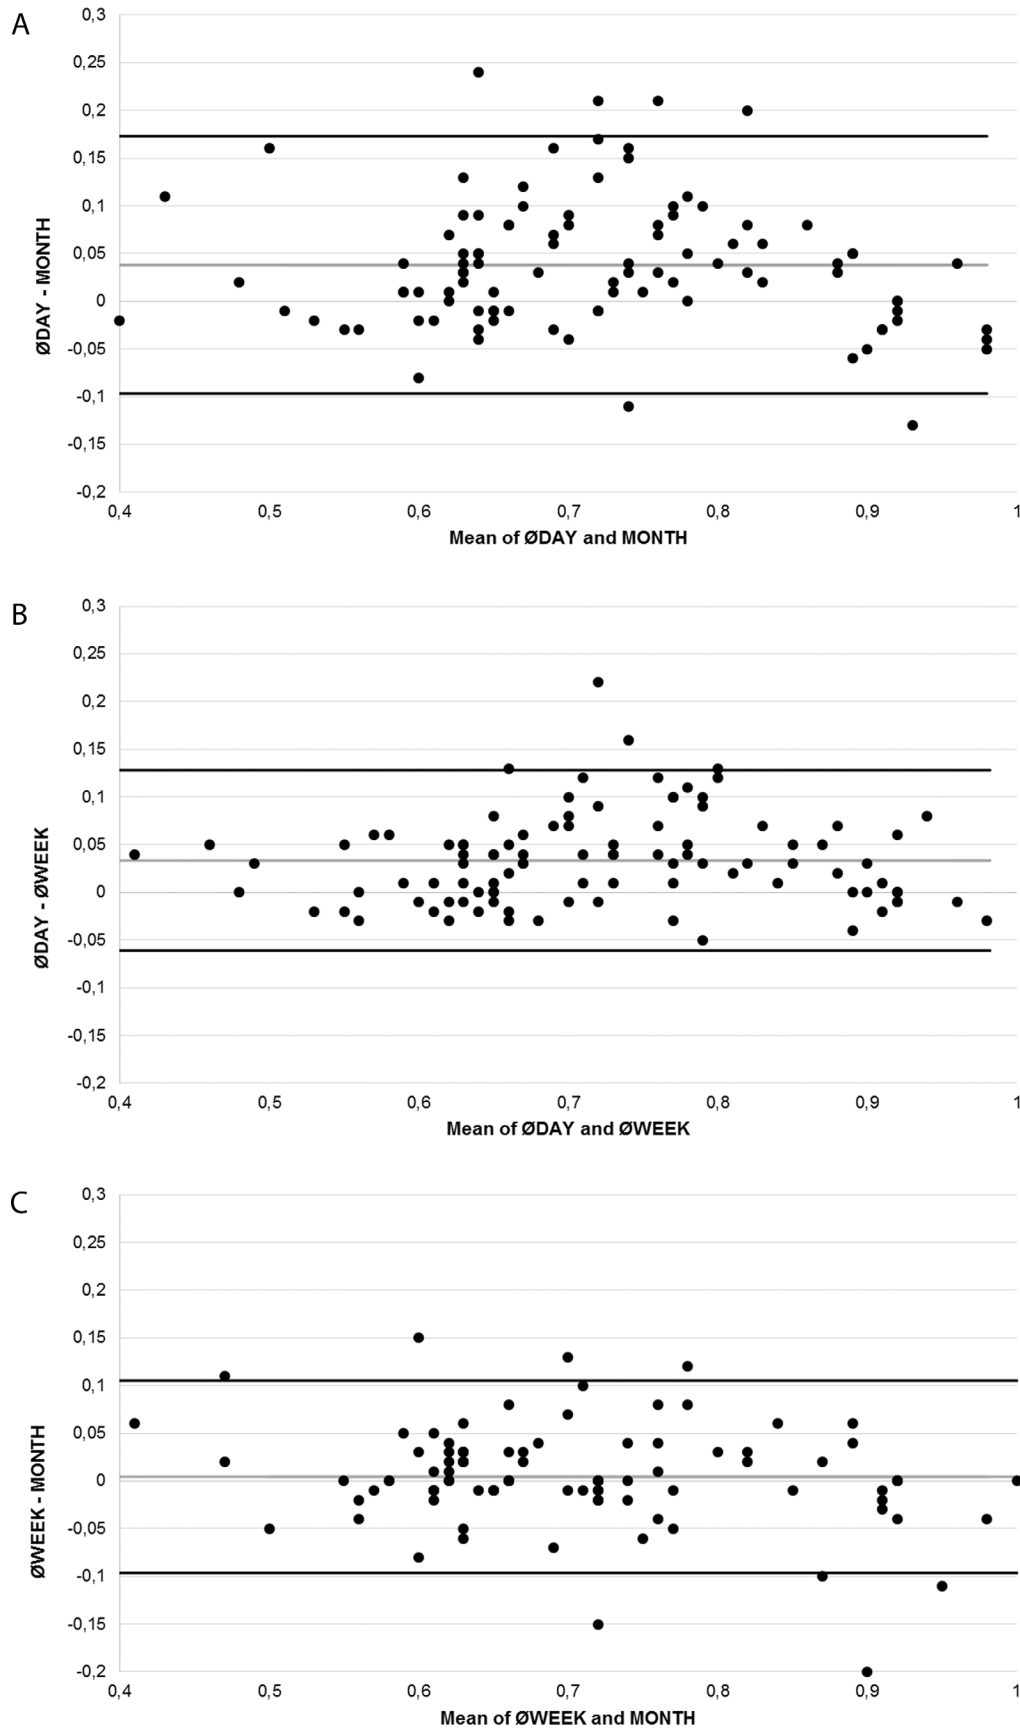 A
0,3
0,25
0,2
0,15
0,1
0,05
0
-0,05
-0,1
-0,15
-0,2
ØDAY - MONTH
0,4 0,5 0,6 0,7 0,8 0,9 1
Mean of ØDAY and MONTH
B
0,3
0,25
0,2
0,15
0,1
0,05
0
-0,05
-0,1
-0,15
-0,2
ØDAY - ØWEEK
0,4 0,5 0,6 0,7 0,8 0,9 1
Mean of ØDAY and ØWEEK
C
0,3
0,25
0,2
0,15
0,1
0,05
0
-0,05
-0,1
-0,15
-0,2
ØWEEK - MONTH
0,4 0,5 0,6 0,7 0,8 0,9 1
Mean of ØWEEK and MONTH